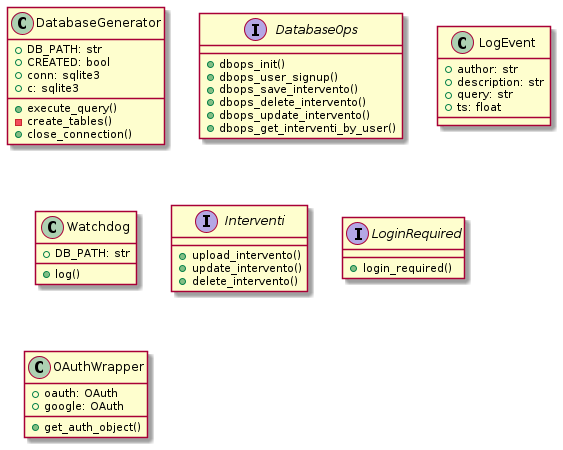 C DatabaseGenerator
DB_PATH: str
CREATED: bool
conn: sqlite3
c: sqlite3
execute_query()
create_tables()
close_connection()
I DatabaseOps
dbops_init()
dbops_user_signup()
dbops_save_intervento()
dbops_delete_intervento()
dbops_update_intervento()
dbops_get_interventi_by_user()
C LogEvent
author: str
description: str
query: str
ts: float
C Watchdog
DB_PATH: str
log()
I Interventi
upload_intervento()
update_intervento()
delete_intervento()
I LoginRequired
login_required()
C OAuthWrapper
oauth: OAuth
google: OAuth
get_auth_object()